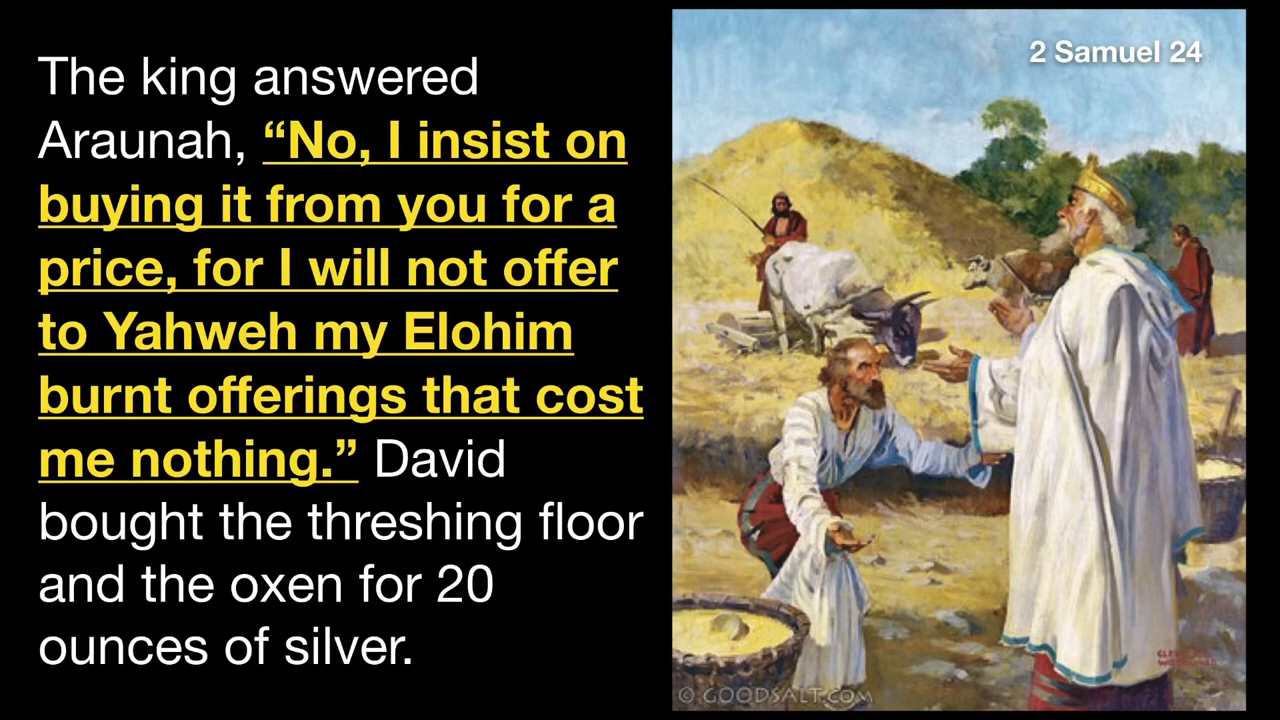 The king answered
Araunah, “No, I insist on
buying it from you for a
price, for I will not offer
to Yahweh my Elohim
burnt offerings that cost
me nothing.” David
bought the threshing floor
and the oxen for 20
ounces of silver.
2 Samuel 24
© GOODSALT.COM